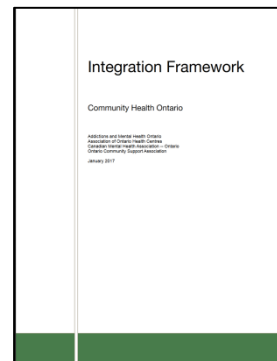 Integration Framework
Community Health Ontario
Addictions and Mental Health Ontario
Association of Ontario Health Centres
Canadian Mental Health Association – Ontario
Ontario Community Support Association
January 2017